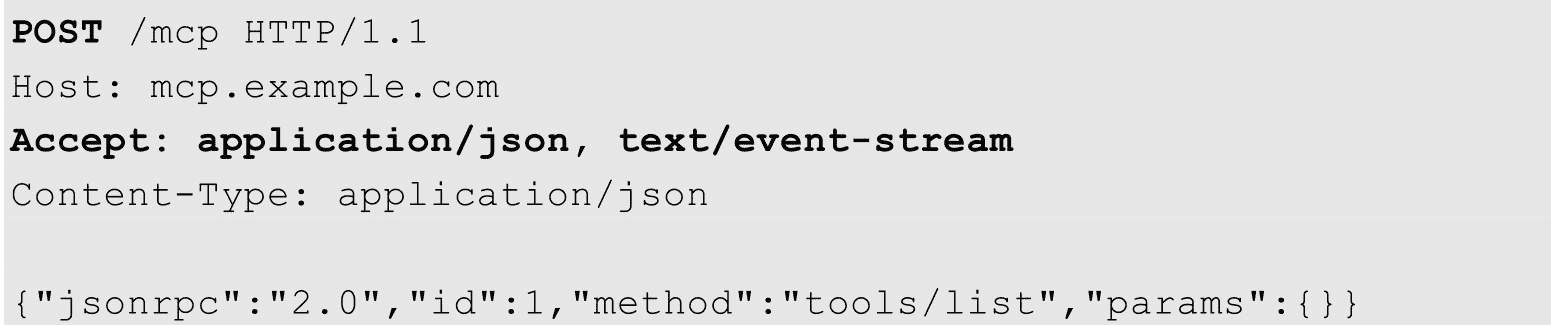 POST /mcp HTTP/1.1
Host: mcp.example.com
Accept: application/json, text/event-stream
Content-Type: application/json

{"jsonrpc":"2.0","id":1,"method":"tools/list","params":{}}